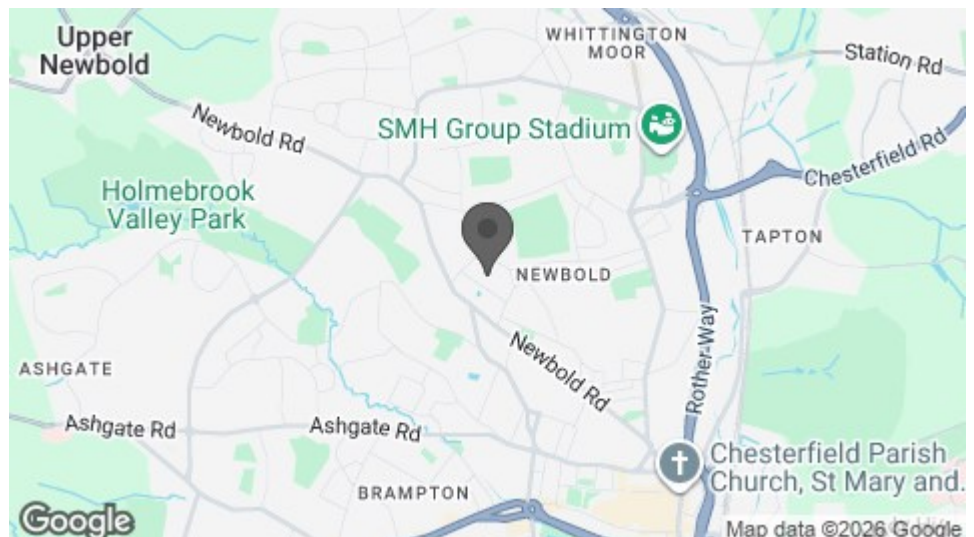 Upper
Newbold
WHITTINGTON
MOOR
Station Rd
Newbold Rd
SMH Group Stadium
Chesterfield Rd
Holmebrook
Valley Park
TAPTON
NEWBOLD
Rother Way
Newbold Rd
ASHGATE
Ashgate Rd
Ashgate Rd
Chesterfield Parish
Church, St Mary and...
BRAMPTON
Google
Map data ©2026 Google